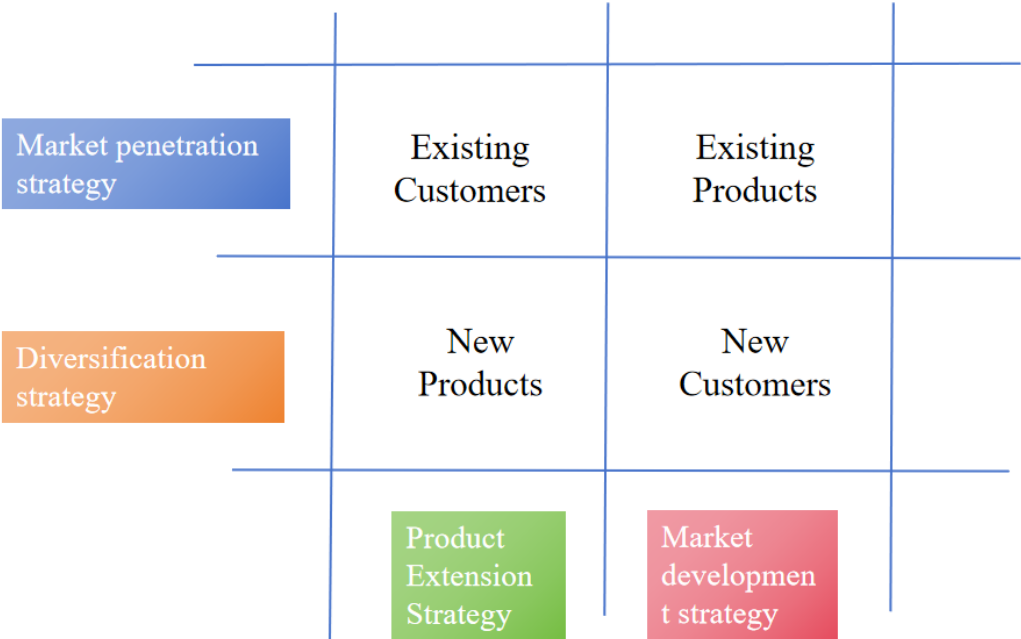 Market penetration
strategy
Existing
Customers
Existing
Products
Diversification
strategy
New
Products
New
Customers
Product
Extension
Strategy
Market
developmen
t strategy